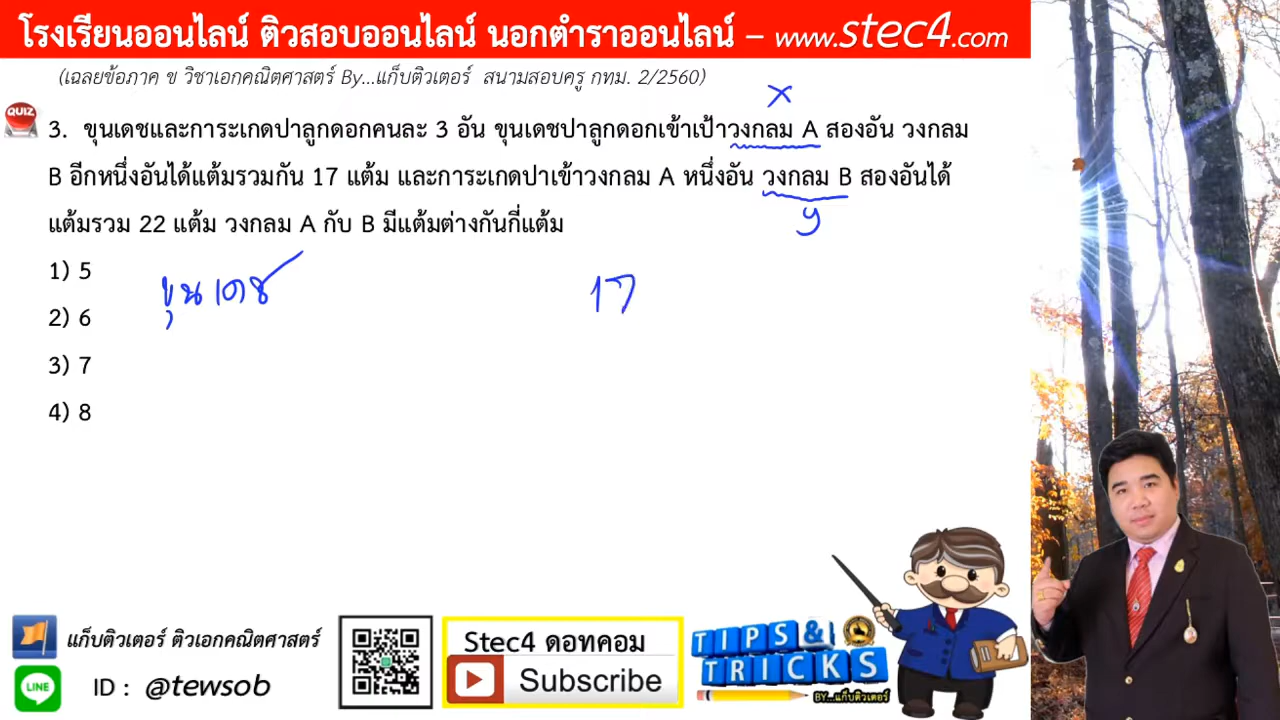 โรงเรียนออนไลน์ ติวสอบออนไลน์ นอกตำราออนไลน์ – www.stec4.com
(เฉลยข้อภาค ข วิชาเอกคณิตศาสตร์ By...แก็บติวเตอร์ สนามสอบครู กทม. 2/2560)
x
QUIZ
3. ขุนเดชและการะเกดปาลูกดอกคนละ 3 อัน ขุนเดชปาลูกดอกเข้าเป้าวงกลม A สองอัน วงกลม
B อีกหนึ่งอันได้แต้มรวมกัน 17 แต้ม และการะเกดปาเข้าวงกลม A หนึ่งอัน วงกลม B สองอันได้
y
แต้มรวม 22 แต้ม วงกลม A กับ B มีแต้มต่างกันกี่แต้ม
1) 5
ขุนเดช 17
2) 6
3) 7
4) 8
แก็บติวเตอร์ ติวเอกคณิตศาสตร์
LINE
ID : @tewsob
Stec4 ดอทคอม
Subscribe
TIPS &
TRICKS
BY...แก็บติวเตอร์